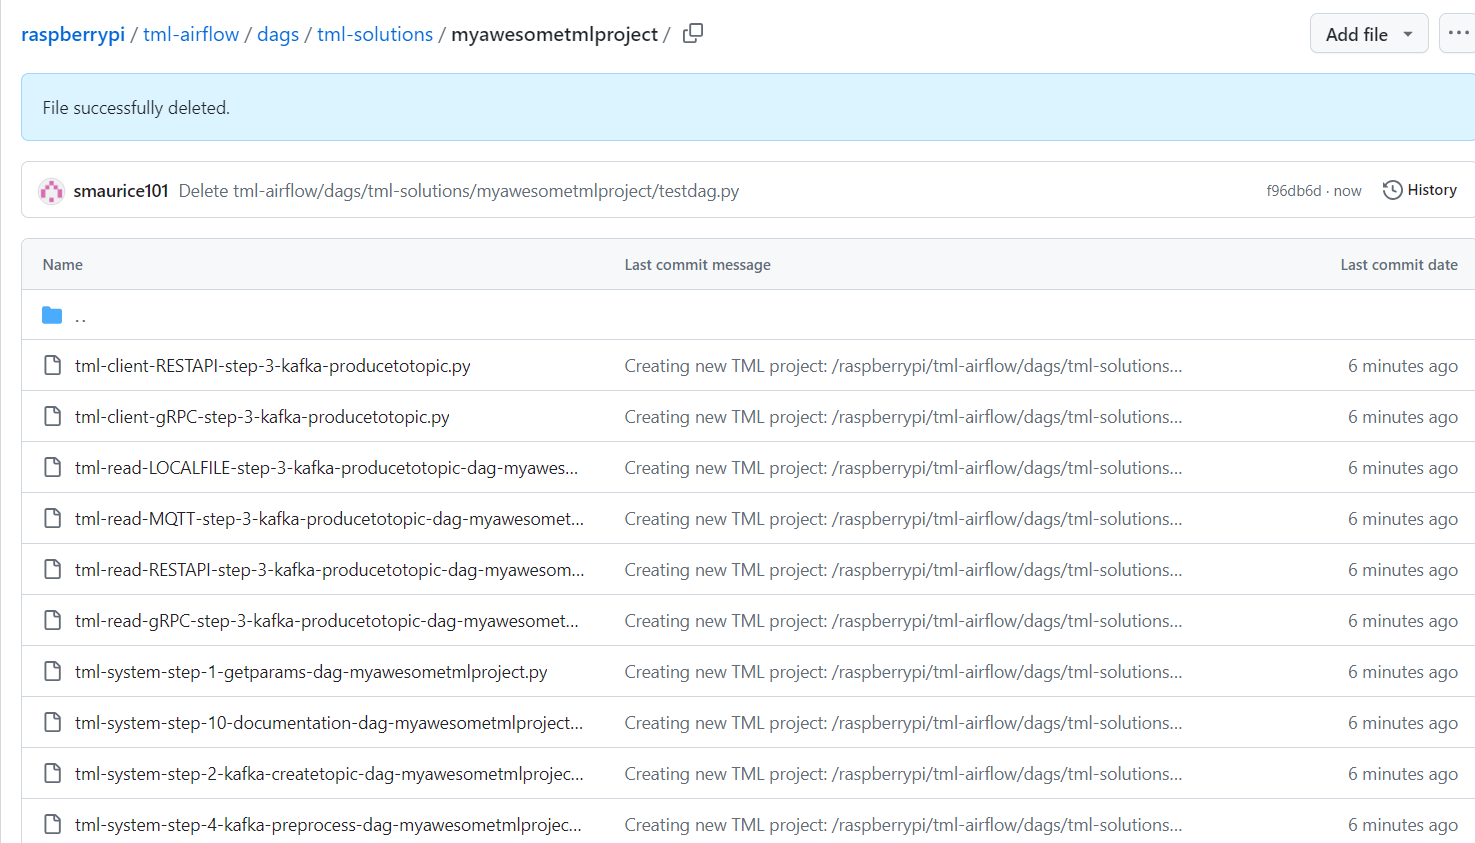 raspberrypi / tml-airflow / dags / tml-solutions / myawesometmlproject /
Add file
File successfully deleted.
smaurice101 Delete tml-airflow/dags/tml-solutions/myawesometmlproject/testdag.py f96db6d · now History
Name Last commit message Last commit date
..
tml-client-RESTAPI-step-3-kafka-producetotopic.py Creating new TML project: /raspberrypi/tml-airflow/dags/tml-solutions... 6 minutes ago
tml-client-gRPC-step-3-kafka-producetotopic.py Creating new TML project: /raspberrypi/tml-airflow/dags/tml-solutions... 6 minutes ago
tml-read-LOCALFILE-step-3-kafka-producetotopic-dag-myawes... Creating new TML project: /raspberrypi/tml-airflow/dags/tml-solutions... 6 minutes ago
tml-read-MQTT-step-3-kafka-producetotopic-dag-myawesomet... Creating new TML project: /raspberrypi/tml-airflow/dags/tml-solutions... 6 minutes ago
tml-read-RESTAPI-step-3-kafka-producetotopic-dag-myawesom... Creating new TML project: /raspberrypi/tml-airflow/dags/tml-solutions... 6 minutes ago
tml-read-gRPC-step-3-kafka-producetotopic-dag-myawesomet... Creating new TML project: /raspberrypi/tml-airflow/dags/tml-solutions... 6 minutes ago
tml-system-step-1-getparams-dag-myawesometmlproject.py Creating new TML project: /raspberrypi/tml-airflow/dags/tml-solutions... 6 minutes ago
tml-system-step-10-documentation-dag-myawesometmlproject... Creating new TML project: /raspberrypi/tml-airflow/dags/tml-solutions... 6 minutes ago
tml-system-step-2-kafka-createtopic-dag-myawesometmlprojec... Creating new TML project: /raspberrypi/tml-airflow/dags/tml-solutions... 6 minutes ago
tml-system-step-4-kafka-preprocess-dag-myawesometmlprojec... Creating new TML project: /raspberrypi/tml-airflow/dags/tml-solutions... 6 minutes ago